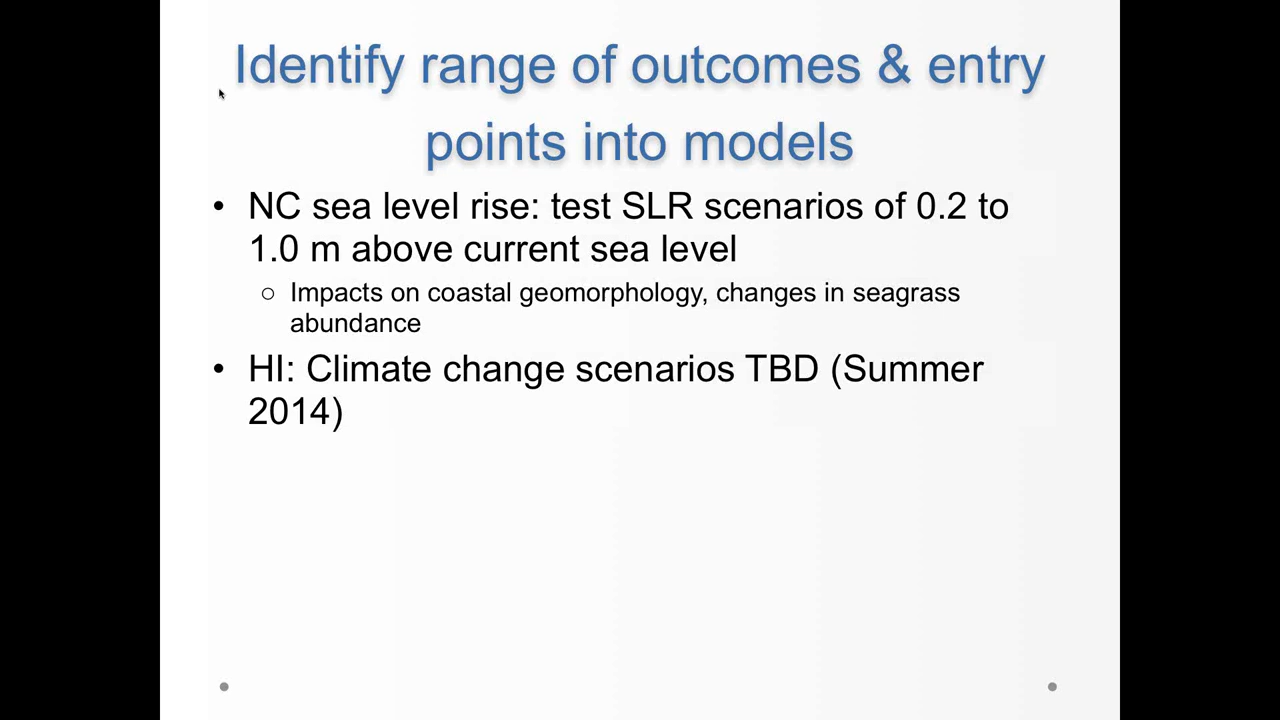 Identify range of outcomes & entry
points into models
• NC sea level rise: test SLR scenarios of 0.2 to
1.0 m above current sea level
○ Impacts on coastal geomorphology, changes in seagrass
abundance
• HI: Climate change scenarios TBD (Summer
2014)